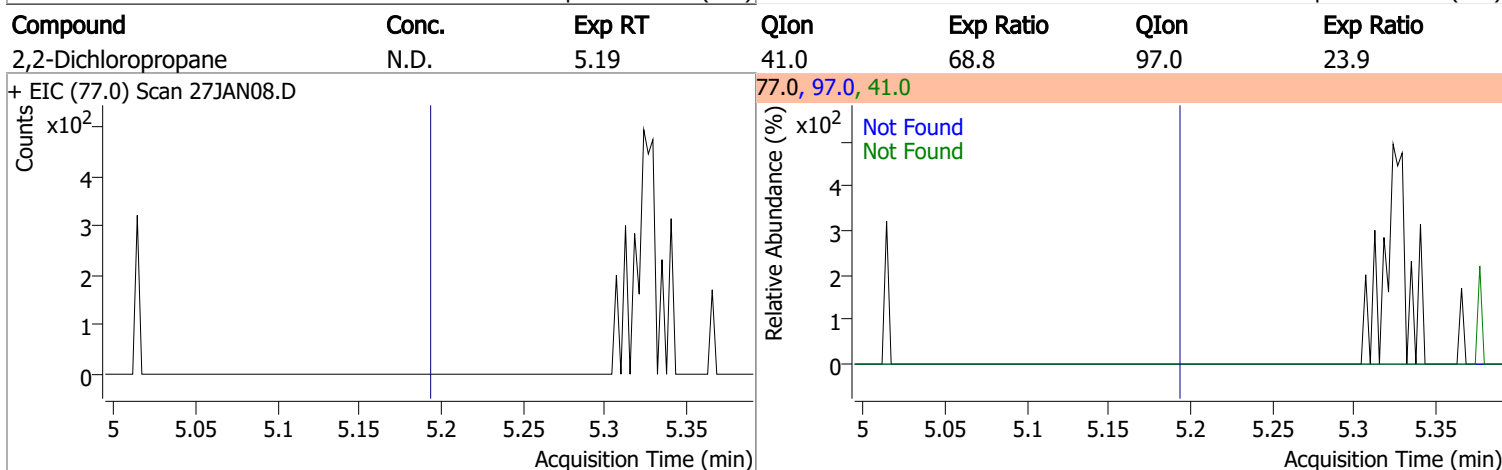 Compound Conc. Exp RT QIon Exp Ratio QIon Exp Ratio
2,2-Dichloropropane N.D. 5.19 41.0 68.8 97.0 23.9
+ EIC (77.0) Scan 27JAN08.D
77.0, 97.0, 41.0
Counts
x102
4
3
2
1
0
5 5.05 5.1 5.15 5.2 5.25 5.3 5.35
Acquisition Time (min)
Relative Abundance (%)
x102
Not Found
Not Found
4
3
2
1
0
5 5.05 5.1 5.15 5.2 5.25 5.3 5.35
Acquisition Time (min)